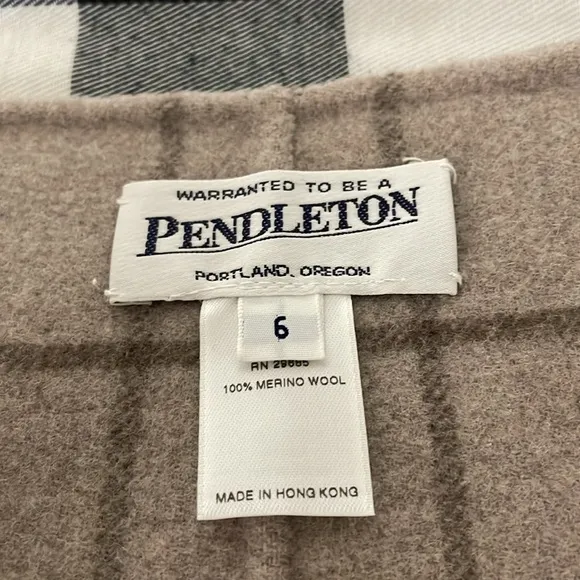 WARRANTED TO BE A
PENDLETON
PORTLAND, OREGON
6
RN 29685
100% MERINO WOOL
MADE IN HONG KONG